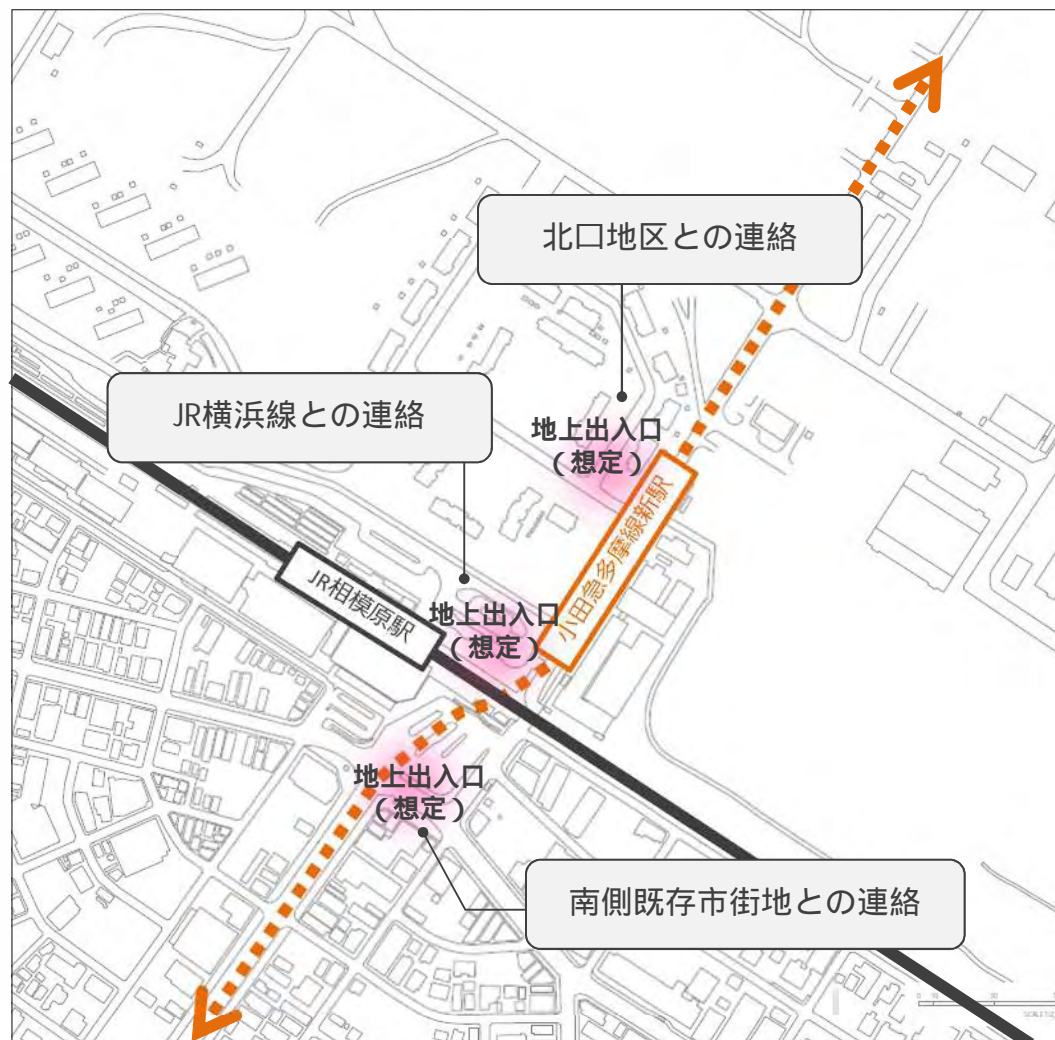 北口地区との連絡
JR横浜線との連絡
地上出入口
(想定)
小田急多摩線新駅
JR相模原駅
地上出入口
(想定)
地上出入口
(想定)
南側既存市街地との連絡